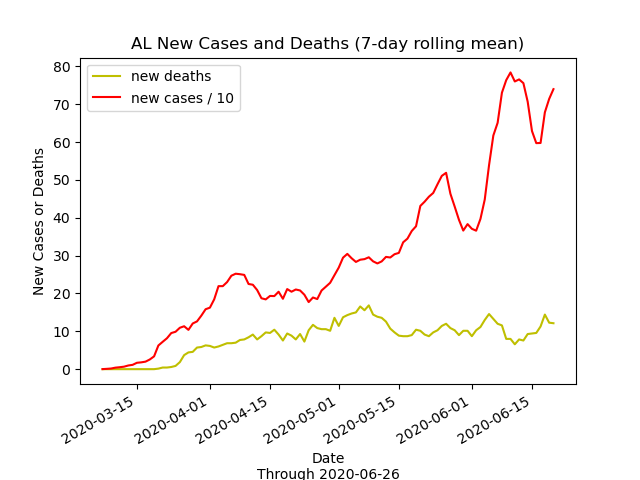 AL New Cases and Deaths (7-day rolling mean)
new deaths
new cases / 10
New Cases or Deaths
80
70
60
50
40
30
20
10
0
2020-03-15
2020-04-01
2020-04-15
2020-05-01
2020-05-15
2020-06-01
2020-06-15
Date
Through 2020-06-26